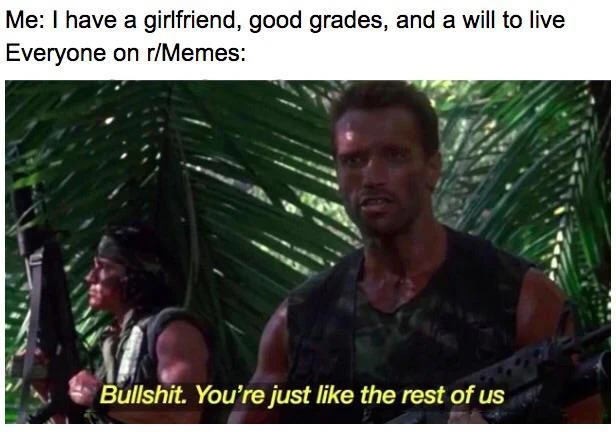 Me: I have a girlfriend, good grades, and a will to live
Everyone on r/Memes:
Bullshit. You're just like the rest of us